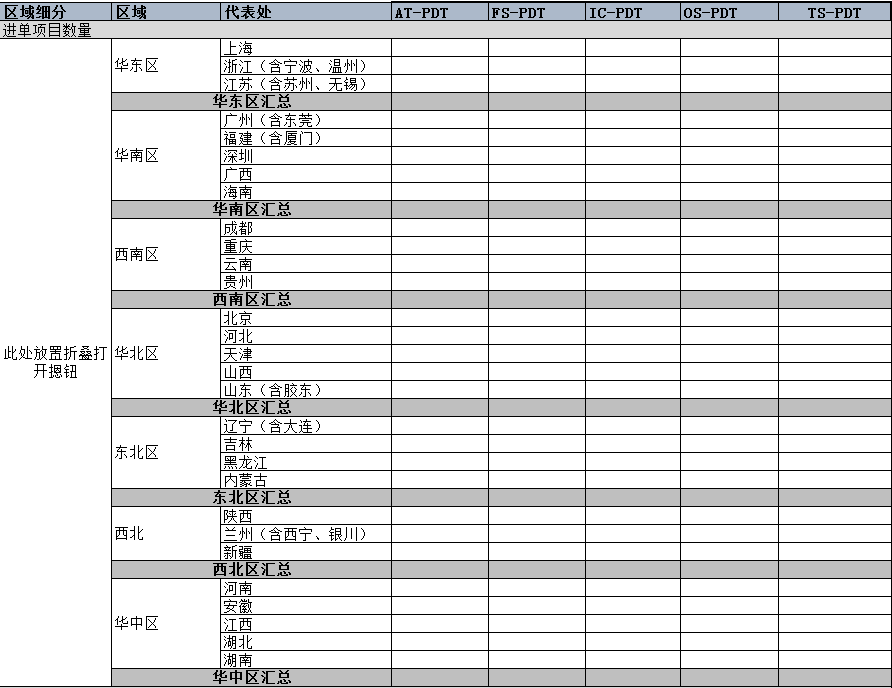 区域细分 区域 代表处 AT-PDT FS-PDT IC-PDT OS-PDT TS-PDT
进单项目数量
上海
华东区 浙江（含宁波、温州）
江苏（含苏州、无锡）
华东区汇总
广州（含东莞）
福建（含厦门）
华南区 深圳
广西
海南
华南区汇总
成都
重庆
西南区
云南
贵州
西南区汇总
北京
河北
此处放置折叠打 华北区 天津
开摁钮 山西
山东（含胶东）
华北区汇总
辽宁（含大连）
吉林
东北区
黑龙江
内蒙古
东北区汇总
陕西
西北 兰州（含西宁、银川）
新疆
西北区汇总
河南
安徽
华中区 江西
湖北
湖南
华中区汇总